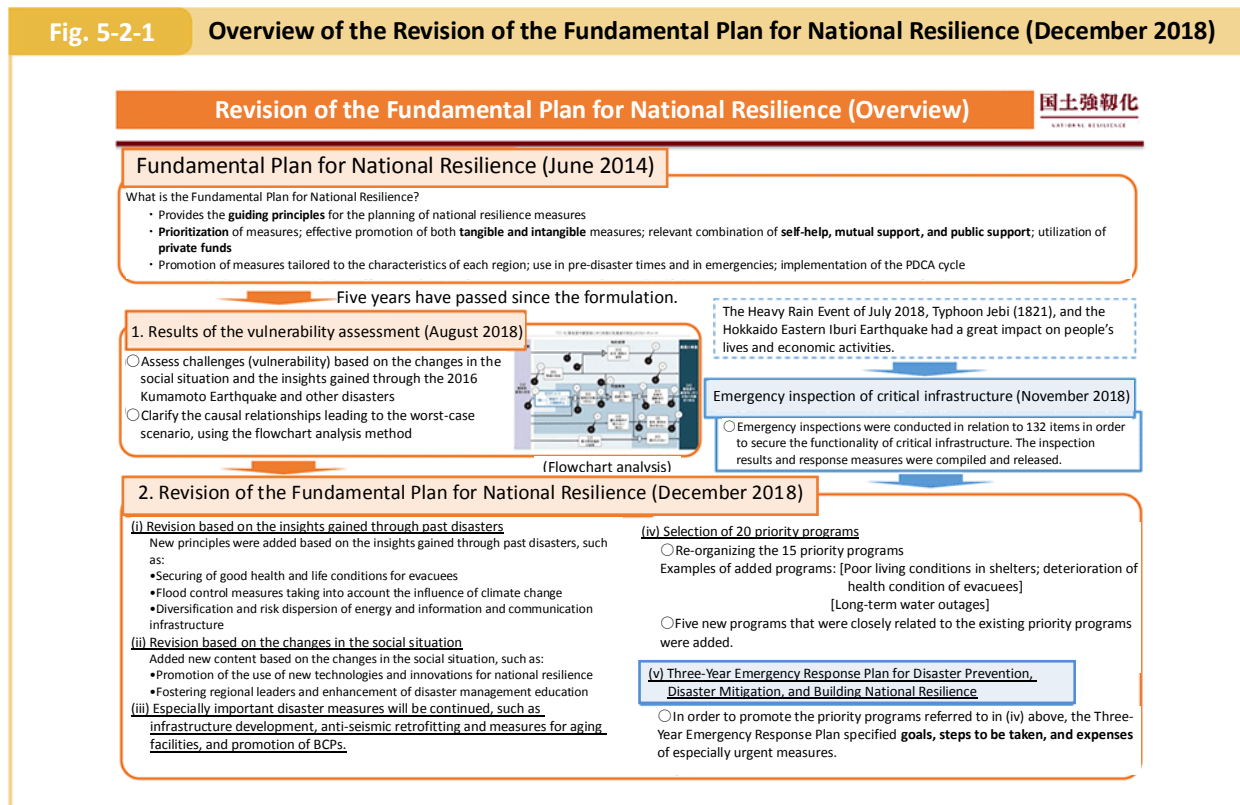 Fig. 5-2-1
Overview of the Revision of the Fundamental Plan for National Resilience (December 2018)
Revision of the Fundamental Plan for National Resilience (Overview)
国土強靱化
NATIONAL RESILIENCE
Fundamental Plan for National Resilience (June 2014)
What is the Fundamental Plan for National Resilience?
・ Provides the guiding principles for the planning of national resilience measures
・ Prioritization of measures; effective promotion of both tangible and intangible measures; relevant combination of self-help, mutual support, and public support; utilization of
private funds
・ Promotion of measures tailored to the characteristics of each region; use in pre-disaster times and in emergencies; implementation of the PDCA cycle
Five years have passed since the formulation.
1. Results of the vulnerability assessment (August 2018)
○Assess challenges (vulnerability) based on the changes in the
social situation and the insights gained through the 2016
Kumamoto Earthquake and other disasters
○Clarify the causal relationships leading to the worst-case
scenario, using the flowchart analysis method
(Flowchart analysis)
The Heavy Rain Event of July 2018, Typhoon Jebi (1821), and the
Hokkaido Eastern Iburi Earthquake had a great impact on people's
lives and economic activities.
Emergency inspection of critical infrastructure (November 2018)
○Emergency inspections were conducted in relation to 132 items in order
to secure the functionality of critical infrastructure. The inspection
results and response measures were compiled and released.
2. Revision of the Fundamental Plan for National Resilience (December 2018)
(i) Revision based on the insights gained through past disasters
New principles were added based on the insights gained through past disasters, such
as:
•Securing of good health and life conditions for evacuees
•Flood control measures taking into account the influence of climate change
•Diversification and risk dispersion of energy and information and communication
infrastructure
(ii) Revision based on the changes in the social situation
Added new content based on the changes in the social situation, such as:
•Promotion of the use of new technologies and innovations for national resilience
•Fostering regional leaders and enhancement of disaster management education
(iii) Especially important disaster measures will be continued, such as
infrastructure development, anti-seismic retrofitting and measures for aging
facilities, and promotion of BCPs.
(iv) Selection of 20 priority programs
○Re-organizing the 15 priority programs
Examples of added programs: [Poor living conditions in shelters; deterioration of
health condition of evacuees]
[Long-term water outages]
○Five new programs that were closely related to the existing priority programs
were added.
(v) Three-Year Emergency Response Plan for Disaster Prevention,
Disaster Mitigation, and Building National Resilience
○In order to promote the priority programs referred to in (iv) above, the Three-
Year Emergency Response Plan specified goals, steps to be taken, and expenses
of especially urgent measures.